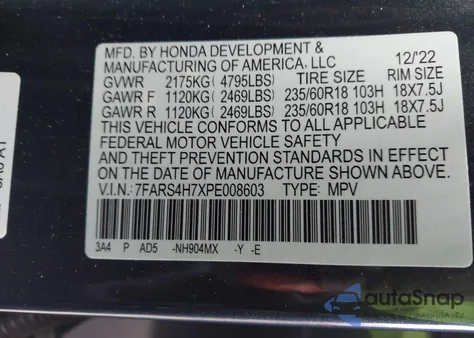 MFD. BY HONDA DEVELOPMENT &
MANUFACTURING OF AMERICA, LLC 12/'22
GVWR 2175KG(4795LBS) TIRE SIZE RIM SIZE
GAWR F 1120KG(2469LBS) 235/60R18 103H 18X7.5J
GAWR R 1120KG(2469LBS) 235/60R18 103H 18X7.5J
THIS VEHICLE CONFORMS TO ALL APPLICABLE
FEDERAL MOTOR VEHICLE SAFETY
AND THEFT PREVENTION STANDARDS IN EFFECT
ON THE DATE OF MANUFACTURE SHOWN ABOVE.
V.I.N.: 7FARS4H7XPE008603 TYPE: MPV
3A4 P AD5 -NH904MX -Y -E
autaSnap